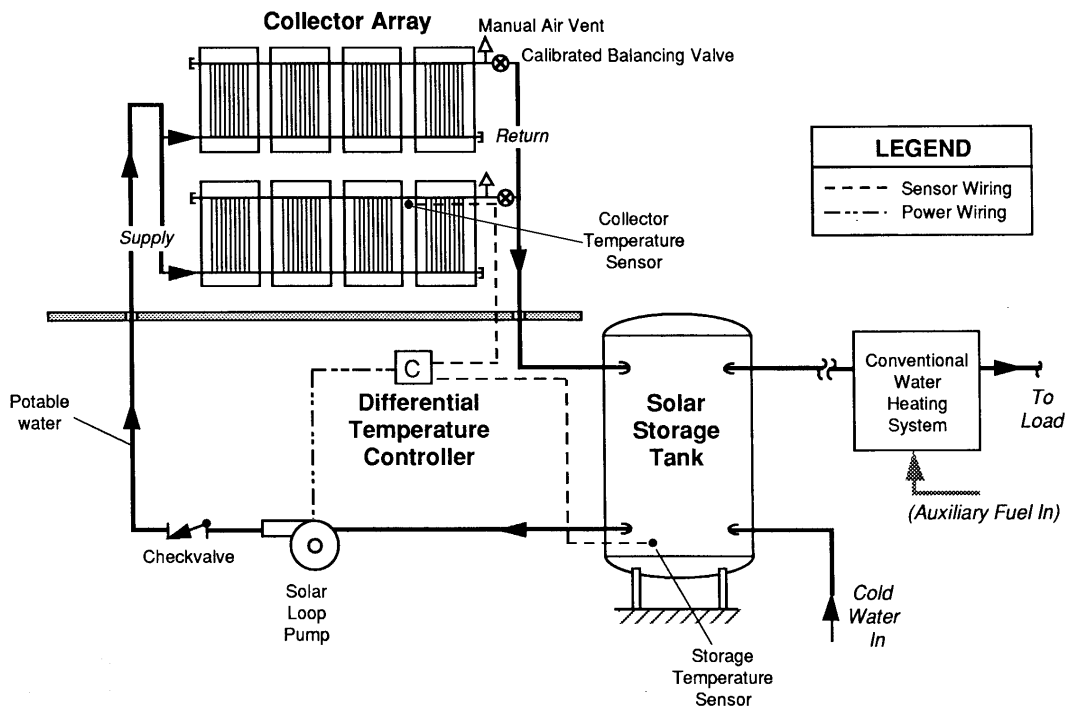 Collector Array
Manual Air Vent
Calibrated Balancing Valve
Return
LEGEND
Sensor Wiring
Power Wiring
Supply
Collector
Temperature
Sensor
C
Differential
Temperature
Controller
Solar
Storage
Tank
Conventional
Water
Heating
System
To
Load
Potable
water
(Auxiliary Fuel In)
Checkvalve
Solar
Loop
Pump
Cold
Water
In
Storage
Temperature
Sensor